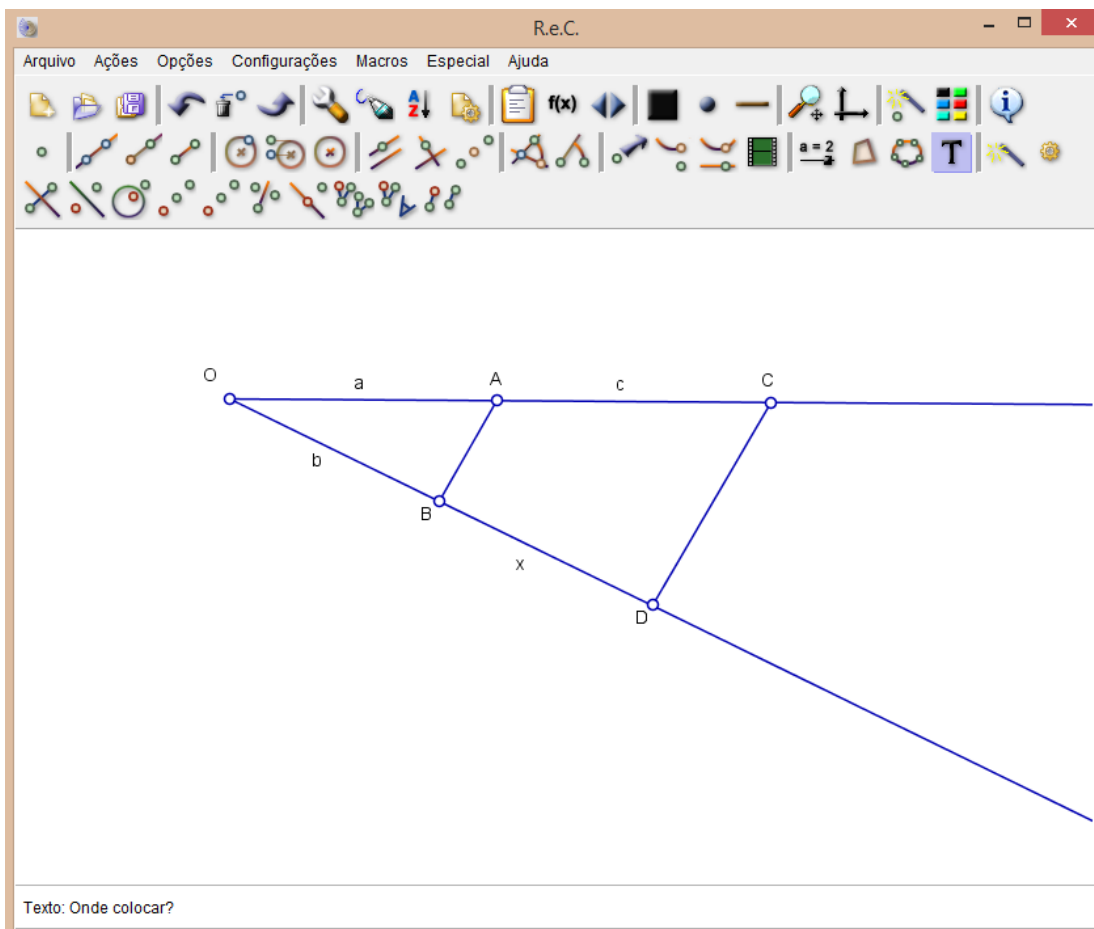 R.e.C.
Arquivo Ações Opções Configurações Macros Especial Ajuda
A Z f(x) i
a = 2 T
O a A c C
b
B
x
D
Texto: Onde colocar?